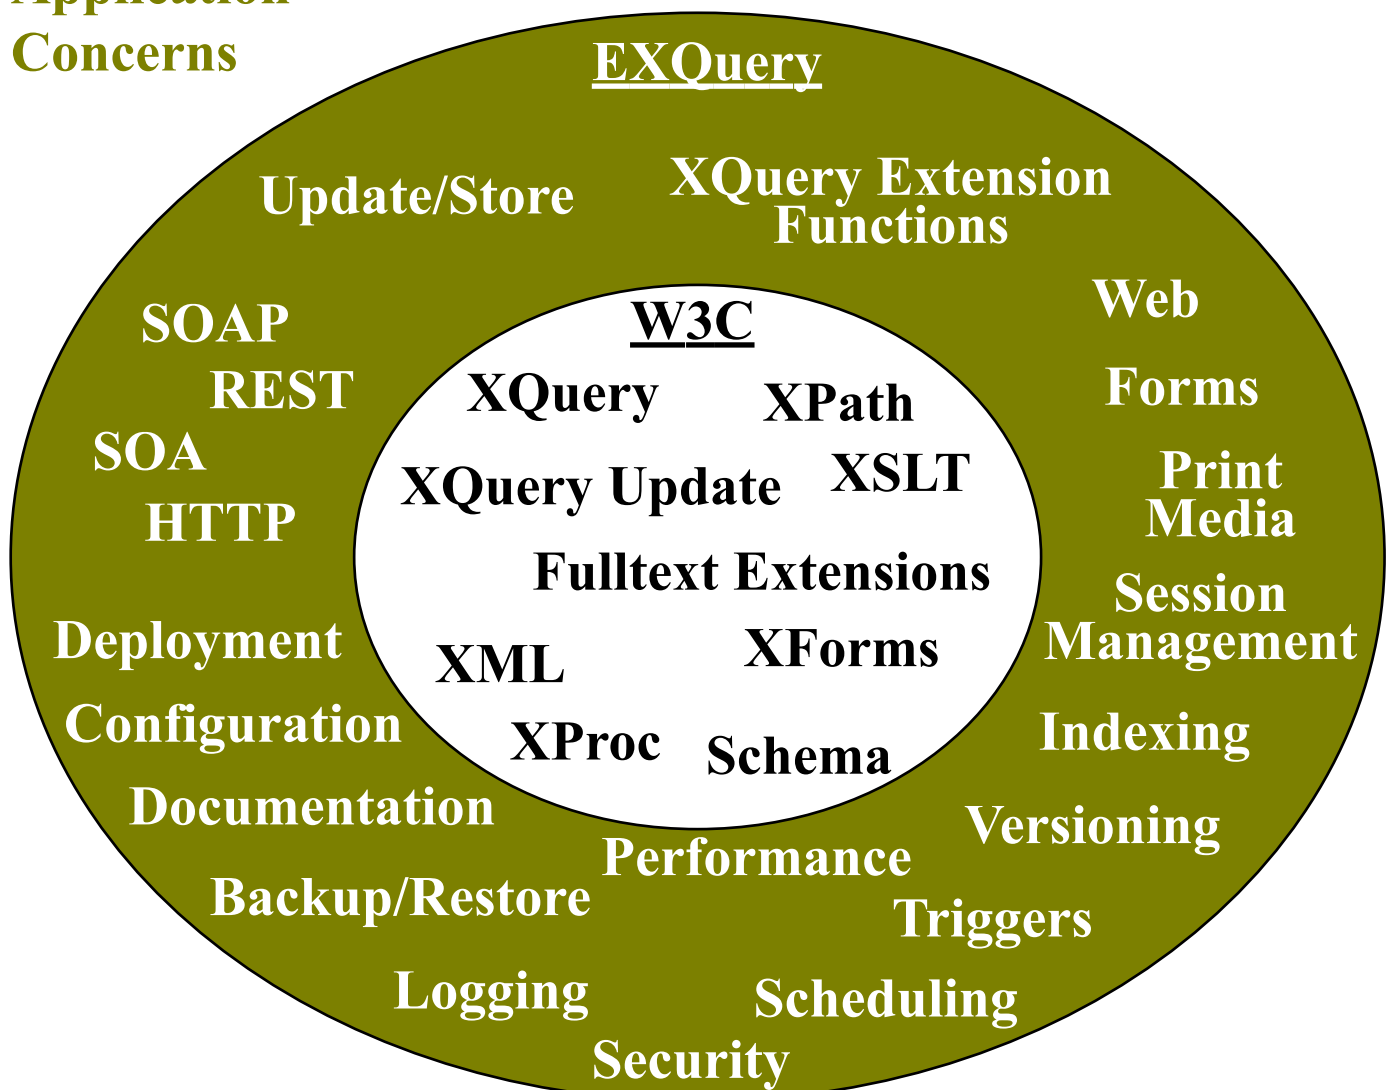 Application
Concerns
EXQuery
Update/Store
XQuery Extension
Functions
SOAP
REST
SOA
HTTP
Web
Forms
Print
Media
Session
Management
W3C
XQuery
XPath
XQuery Update
XSLT
Fulltext Extensions
XML
XForms
XProc
Schema
Deployment
Configuration
Documentation
Backup/Restore
Indexing
Versioning
Performance
Triggers
Logging
Scheduling
Security